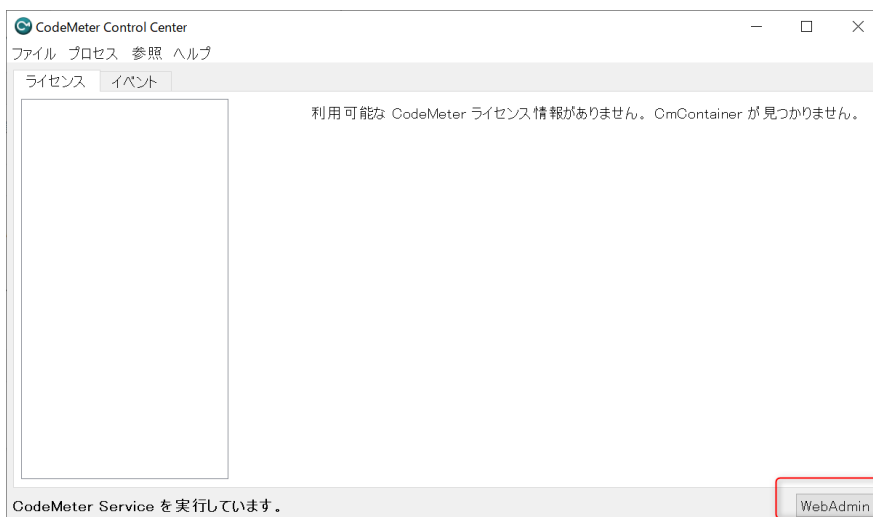 CodeMeter Control Center
ファイル プロセス 参照 ヘルプ
ライセンス イベント
利用可能な CodeMeter ライセンス情報がありません。CmContainer が見つかりません。
CodeMeter Service を実行しています。
WebAdmin